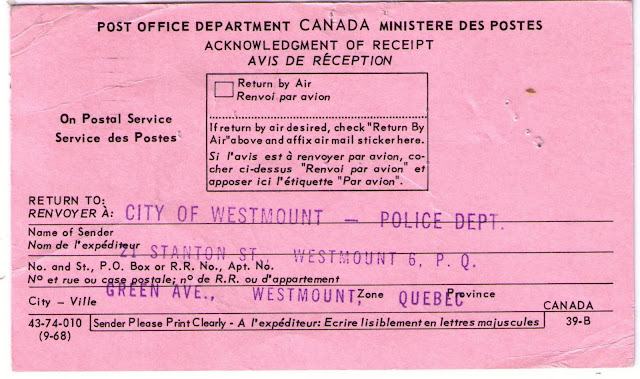 POST OFFICE DEPARTMENT CANADA MINISTERE DES POSTES
ACKNOWLEDGMENT OF RECEIPT
AVIS DE RÉCEPTION
On Postal Service
Service des Postes
Return by Air
Renvoi par avion
If return by air desired, check "Return By
Air" above and affix air mail sticker here.
Si l'avis est à renvoyer par avion, co-
cher ci-dessus "Renvoi par avion" et
apposer ici l'étiquette "Par avion".
RETURN TO:
RENVOYER À: CITY OF WESTMOUNT — POLICE DEPT.
Name of Sender
Nom de l'expéditeur
21 STANTON ST., WESTMOUNT 6, P. Q.
No. and St., P.O. Box or R.R. No., Apt. No.
Nº et rue ou case postale; nº de R.R. ou d'appartement
GREEN AVE., WESTMOUNT, QUEBEC
City – Ville Zone Province
CANADA
43-74-010
(9-68)
Sender Please Print Clearly - A l'expéditeur: Ecrire lisiblement en lettres majuscules
39-B